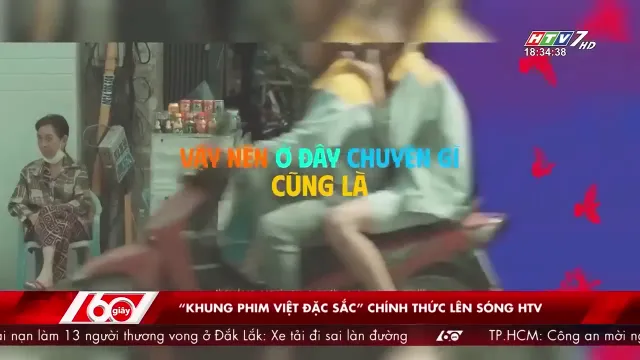 HTV7 HD
18:34:38
VẬY NÊN Ở ĐÂY CHUYỆN GÌ
CŨNG LÀ
60 giây
“KHUNG PHIM VIỆT ĐẶC SẮC” CHÍNH THỨC LÊN SÓNG HTV
ai nạn làm 13 người thương vong ở Đắk Lắk: Xe tải đi sai làn đường
60
TP.HCM: Công an mời ng